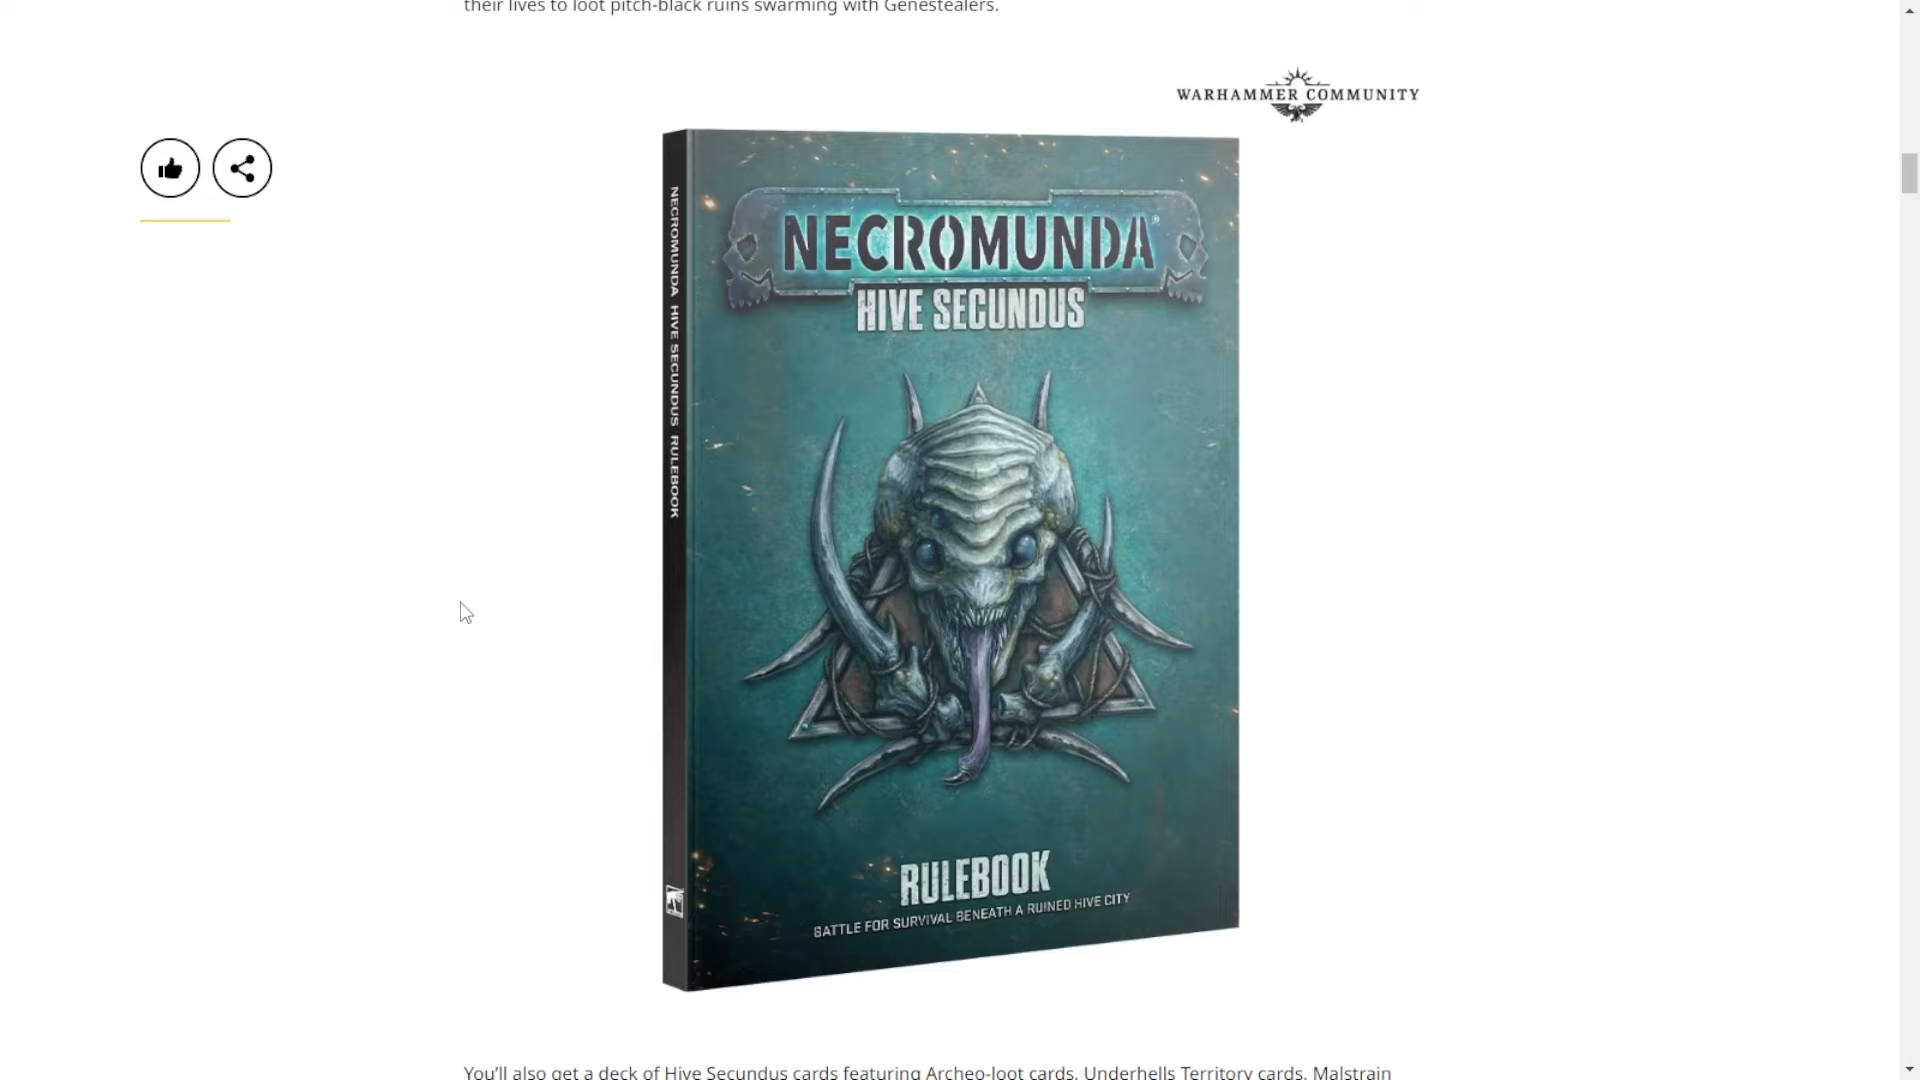 their lives to loot pitch-black ruins swarming with Genestealers.
WARHAMMER COMMUNITY
NECROMUNDA HIVE SECUNDUS RULEBOOK
NECROMUNDA
HIVE SECUNDUS
RULEBOOK
BATTLE FOR SURVIVAL BENEATH A RUINED HIVE CITY
You’ll also get a deck of Hive Secundus cards featuring Archeo-loot cards, Underhells Territory cards, Malstrain